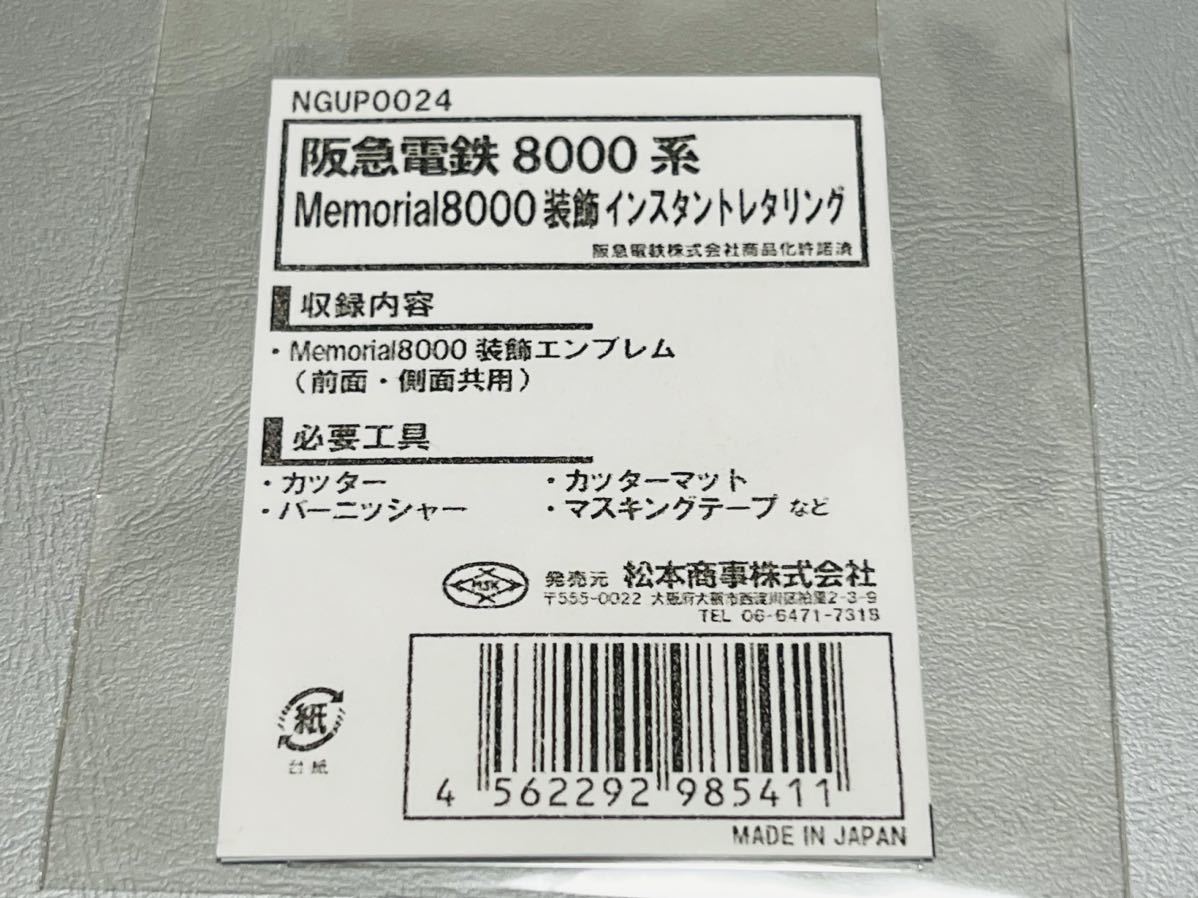 NGUP0024
阪急電鉄 8000 系
Memorial8000 装飾インスタントレタリング
阪急電鉄株式会社商品化許諾済
収録内容
・Memorial8000 装飾エンブレム
（前面・側面共用）
必要工具
・カッター ・カッターマット
・バーニッシャー ・マスキングテープ など
MSK 発売元 松本商事株式会社
〒555-0022 大阪府大阪市西淀川区柏里2-3-9
TEL 06-6471-7318
紙
台紙
4 562292 985411
MADE IN JAPAN